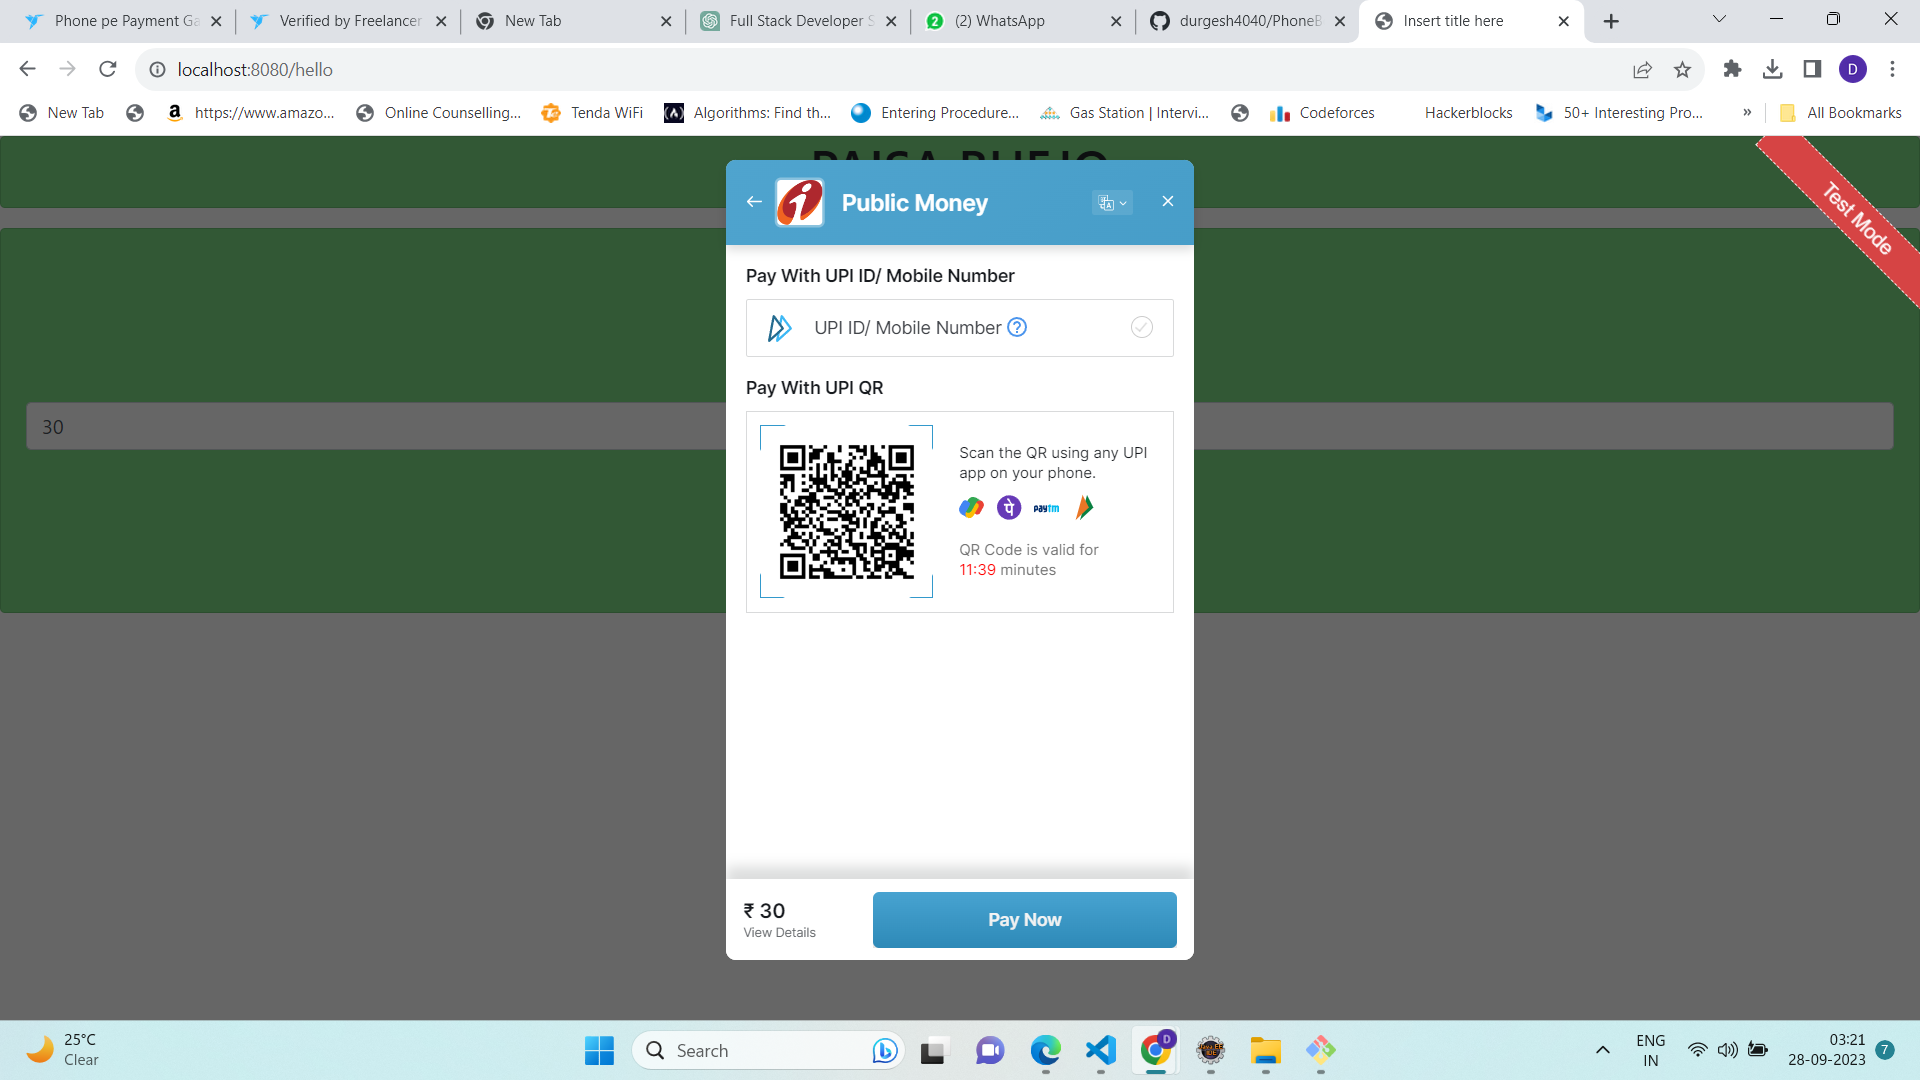 Phone pe Payment Ga
Verified by Freelancer
New Tab
Full Stack Developer S
(2) WhatsApp
durgesh4040/PhoneB
Insert title here
localhost:8080/hello
D
New Tab
https://www.amazo...
Online Counselling...
Tenda WiFi
Algorithms: Find th...
Entering Procedure...
Gas Station | Intervi...
Codeforces
Hackerblocks
50+ Interesting Pro...
»
All Bookmarks
PAISA BHEJO
Test Mode
Public Money
Pay With UPI ID/ Mobile Number
UPI ID/ Mobile Number
Pay With UPI QR
30
Scan the QR using any UPI
app on your phone.
पे
paytm
QR Code is valid for
11:39 minutes
₹ 30
View Details
Pay Now
25°C
Clear
Search
D
ENG
IN
03:21
28-09-2023
7